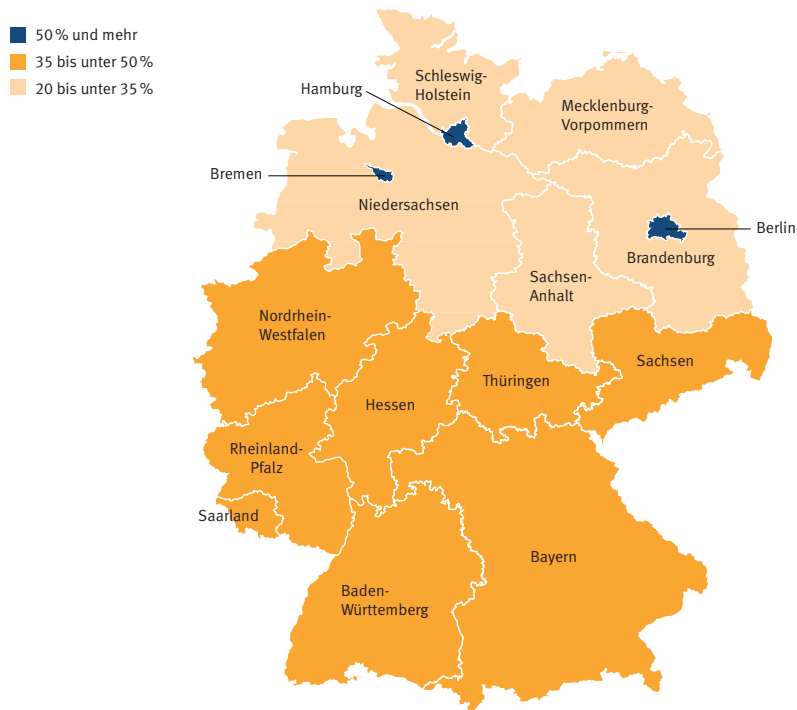 50 % und mehr
35 bis unter 50 %
20 bis unter 35 %
Schleswig-
Holstein
Hamburg
Mecklenburg-
Vorpommern
Bremen
Niedersachsen
Berlin
Brandenburg
Sachsen-
Anhalt
Nordrhein-
Westfalen
Sachsen
Thüringen
Hessen
Rheinland-
Pfalz
Saarland
Bayern
Baden-
Württemberg